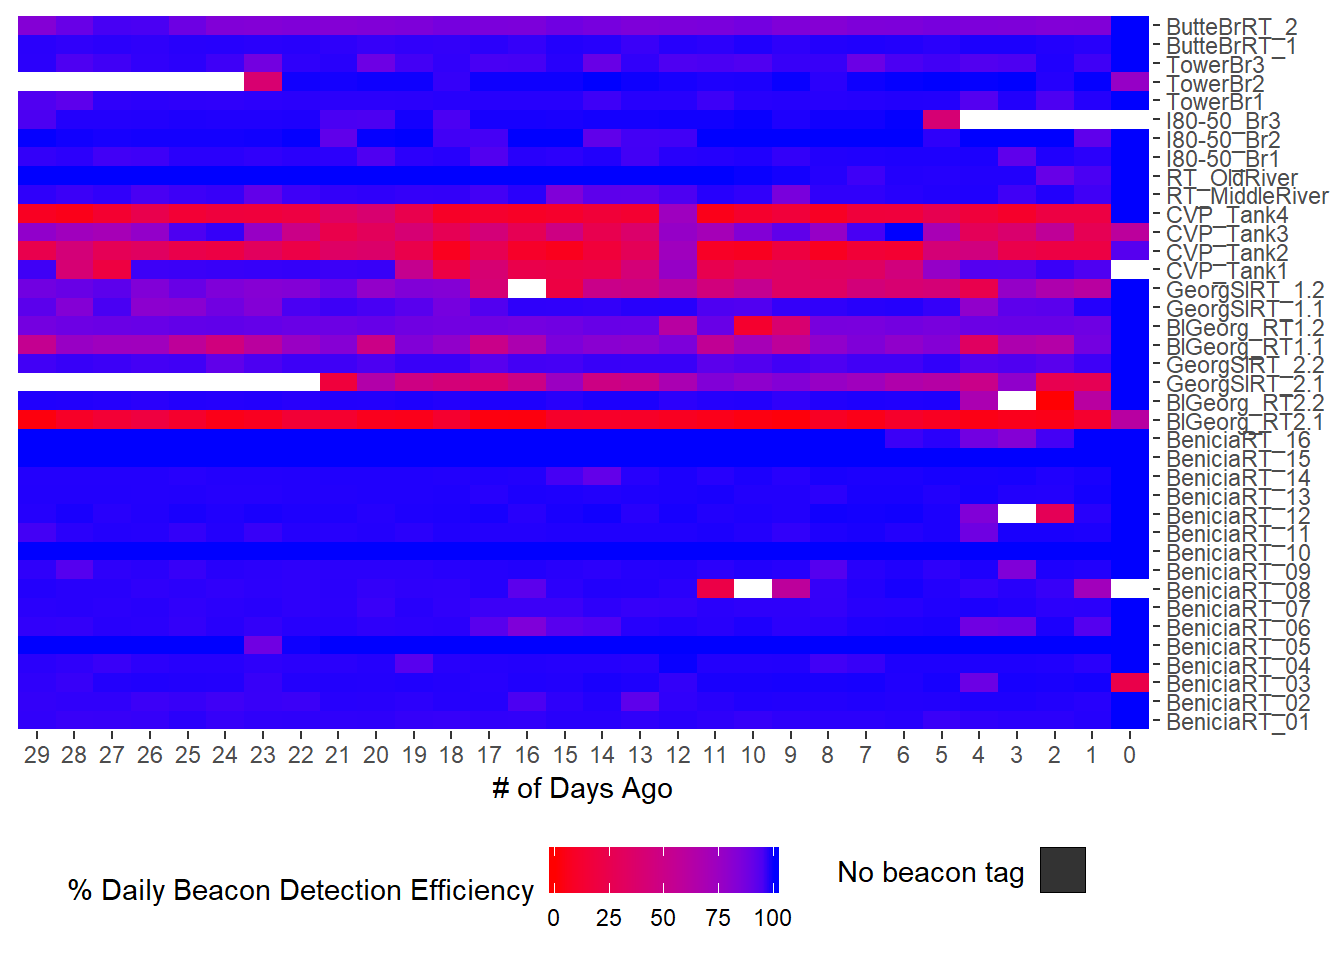 ButteBrRT_2
ButteBrRT_1
TowerBr3
TowerBr2
TowerBr1
I80-50_Br3
I80-50_Br2
I80-50_Br1
RT_OldRiver
RT_MiddleRiver
CVP_Tank4
CVP_Tank3
CVP_Tank2
CVP_Tank1
GeorgSlRT_1.2
GeorgSlRT_1.1
BlGeorg_RT1.2
BlGeorg_RT1.1
GeorgSlRT_2.2
GeorgSlRT_2.1
BlGeorg_RT2.2
BlGeorg_RT2.1
BeniciaRT_16
BeniciaRT_15
BeniciaRT_14
BeniciaRT_13
BeniciaRT_12
BeniciaRT_11
BeniciaRT_10
BeniciaRT_09
BeniciaRT_08
BeniciaRT_07
BeniciaRT_06
BeniciaRT_05
BeniciaRT_04
BeniciaRT_03
BeniciaRT_02
BeniciaRT_01
29 28 27 26 25 24 23 22 21 20 19 18 17 16 15 14 13 12 11 10 9 8 7 6 5 4 3 2 1 0
# of Days Ago
% Daily Beacon Detection Efficiency
0 25 50 75 100
No beacon tag